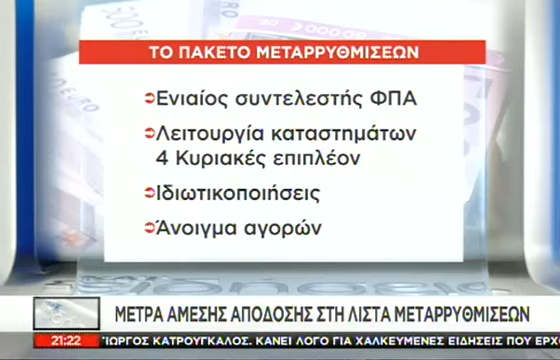 ΤΟ ΠΑΚΕΤΟ ΜΕΤΑΡΡΥΘΜΙΣΕΩΝ
Ενιαίος συντελεστής ΦΠΑ
Λειτουργία καταστημάτων
4 Κυριακές επιπλέον
Ιδιωτικοποιήσεις
Άνοιγμα αγορών
ΜΕΤΡΑ ΑΜΕΣΗΣ ΑΠΟΔΟΣΗΣ ΣΤΗ ΛΙΣΤΑ ΜΕΤΑΡΡΥΘΜΙΣΕΩΝ
21:22 ΓΙΩΡΓΟΣ ΚΑΤΡΟΥΓΚΑΛΟΣ. ΚΑΝΕΙ ΛΟΓΟ ΓΙΑ ΧΑΛΚΕΥΜΕΝΕΣ ΕΙΔΗΣΕΙΣ ΠΟΥ